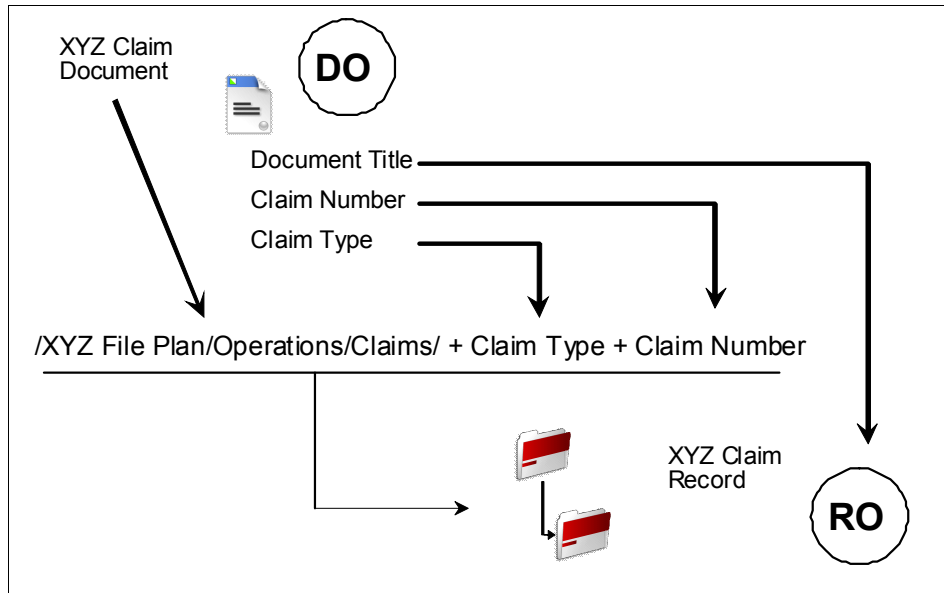 XYZ Claim
Document
DO
Document Title
Claim Number
Claim Type
/XYZ File Plan/Operations/Claims/ + Claim Type + Claim Number
XYZ Claim
Record
RO